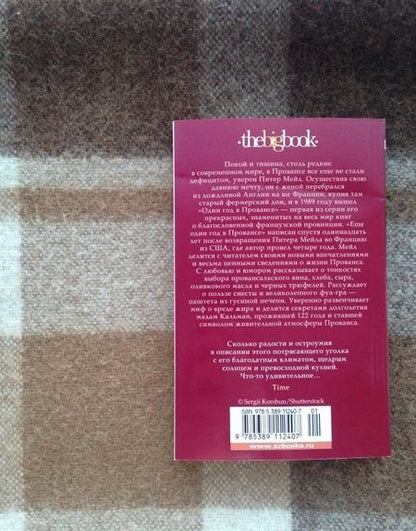 ·thebigbook·
Покой и тишина, столь редкие
в современном мире, в Провансе все еще не стали
дефицитом, уверен Питер Мейл. Осуществив свою
давнюю мечту, он с женой перебрался
из дождливой Англии на юг Франции, купив там
старый фермерский дом, и в 1989 году вышел
«Один год в Провансе» — первая из серии его
прекрасных, знаменитых на весь мир книг
о благословенной французской провинции. «Еще
один год в Провансе» написан спустя одиннадцать
лет после возвращения Питера Мейла во Францию
из США, где автор провел четыре года. Мейл
делится с читателем своими новыми впечатлениями
и весьма ценными сведениями о жизни Прованса.
С любовью и юмором рассказывает о тонкостях
выбора провансальского вина, хлеба, сыра,
оливкового масла и черных трюфелей. Рассуждает
о пользе сиесты и великолепного фуа-гра —
паштета из гусиной печени. Уверенно развенчивает
миф о вреде жира и делится секретами долголетия
мадам Кальман, прожившей 122 года и ставшей
символом живительной атмосферы Прованса.
Сколько радости и остроумия
в описании этого потрясающего уголка
с его благодатным климатом, щедрым
солнцем и превосходной кухней.
Что-то удивительное...
Time
© Sergii Korshun/Shutterstock
ISBN 978-5-389-11240-7
01
9 785389 112407
www.azbooka.ru